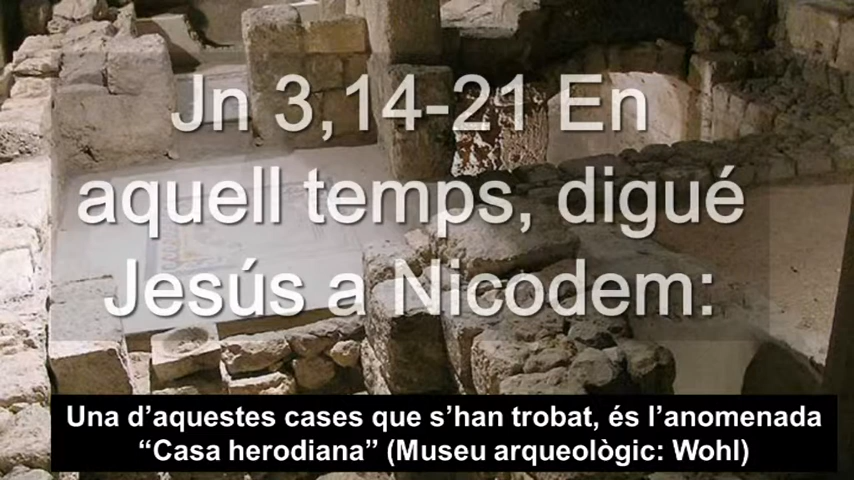 Jn 3,14-21 En
aquell temps, digué
Jesús a Nicodem:
Una d’aquestes cases que s’han trobat, és l’anomenada
“Casa herodiana” (Museu arqueològic: Wohl)